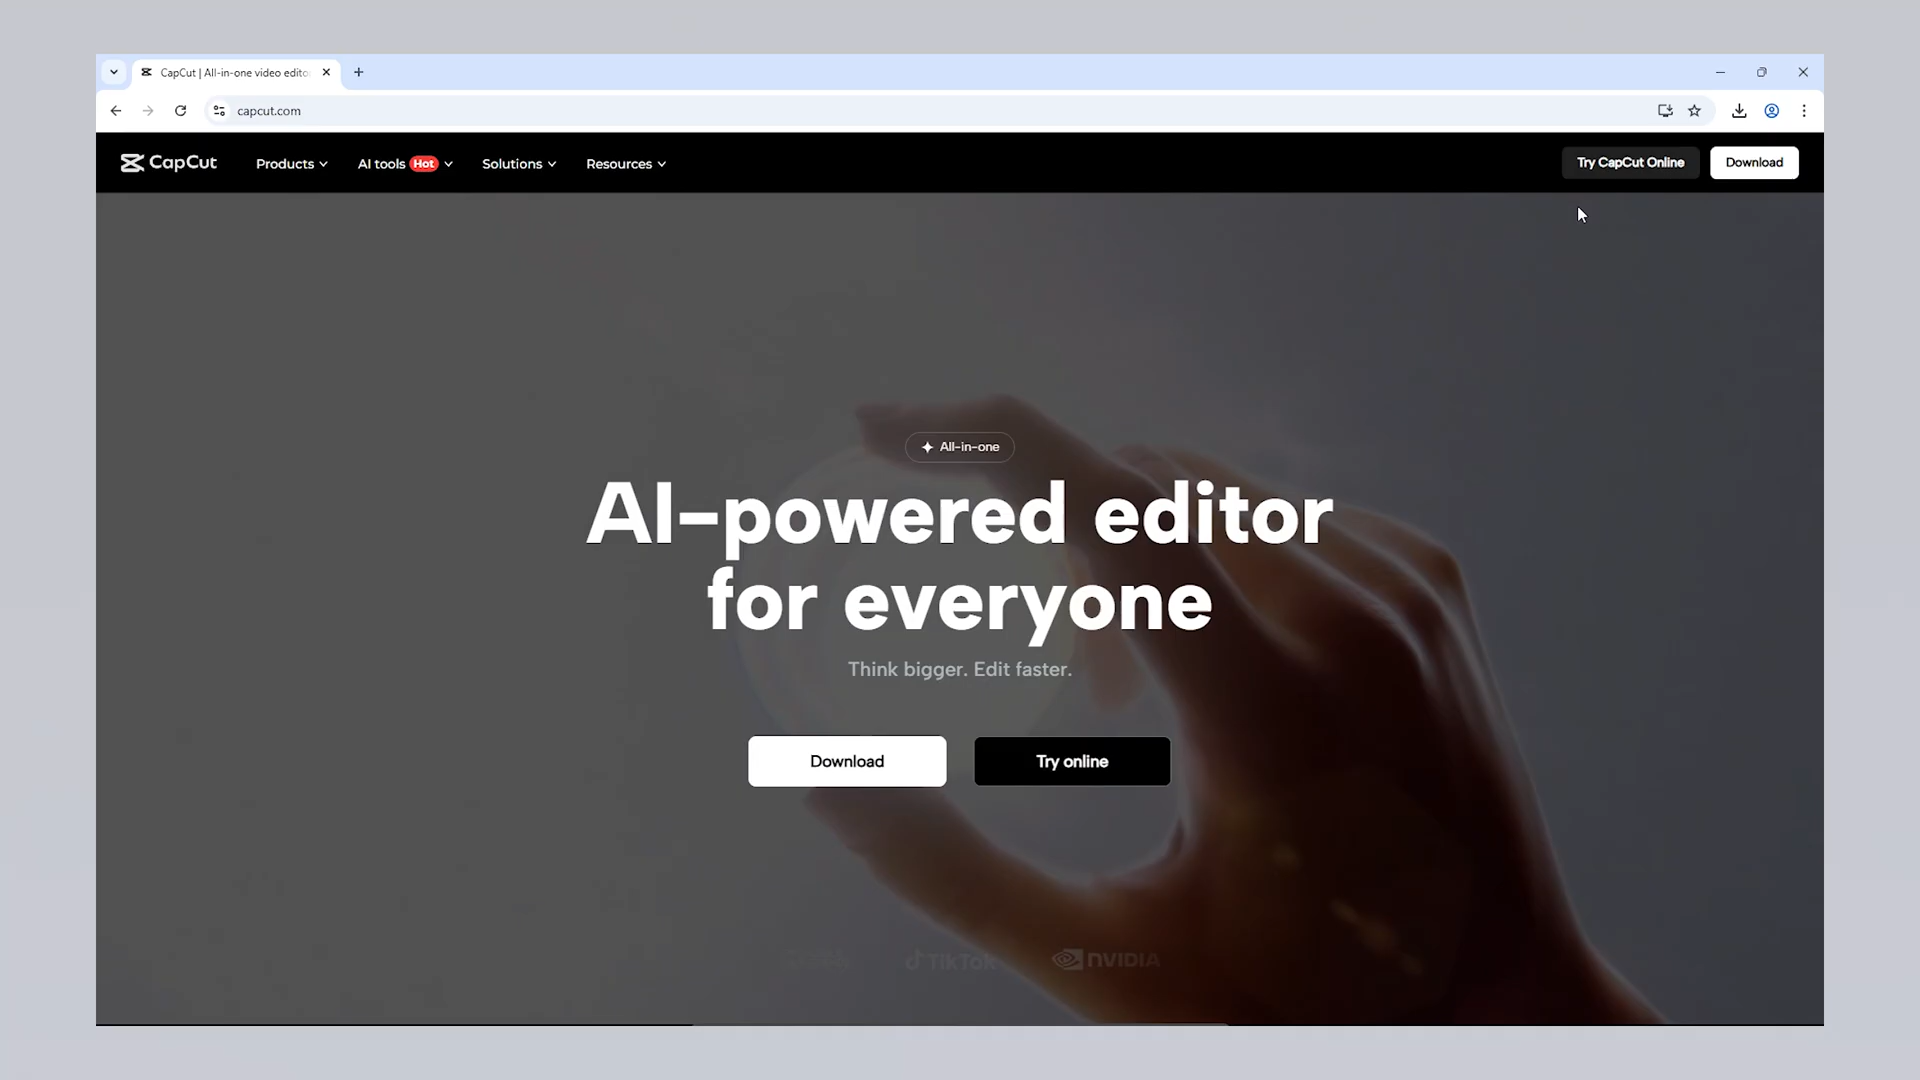 CapCut | All-in-one video edito
capcut.com
CapCut
Products
AI tools Hot
Solutions
Resources
Try CapCut Online
Download
All-in-one
AI-powered editor
for everyone
Think bigger. Edit faster.
Download
Try online
TikTok
NVIDIA